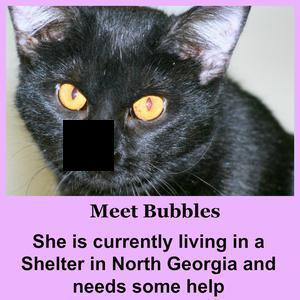 Meet Bubbles
She is currently living in a
Shelter in North Georgia and
needs some help